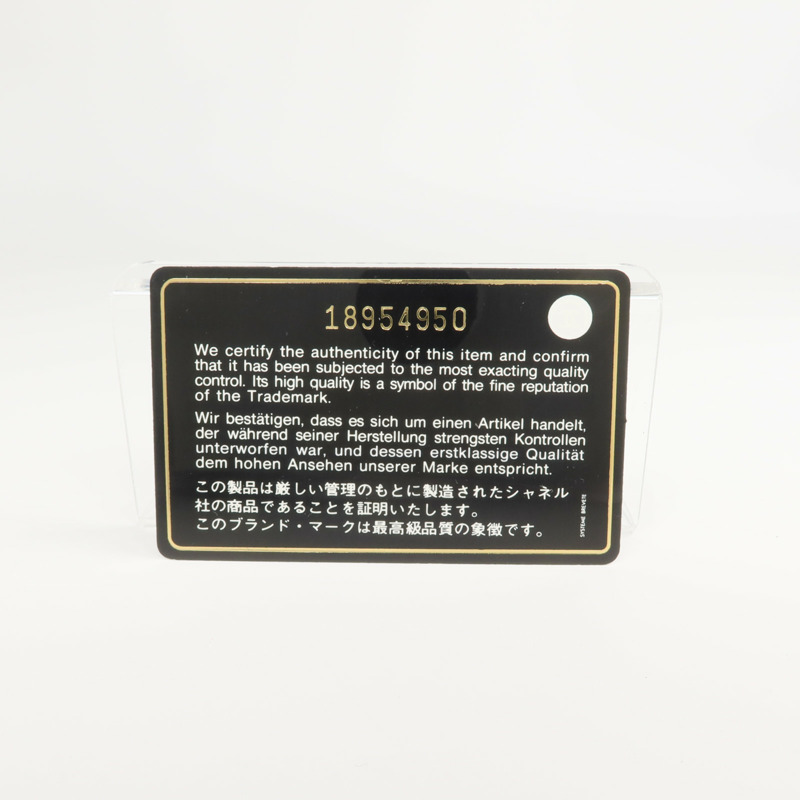 18954950
We certify the authenticity of this item and confirm
that it has been subjected to the most exacting quality
control. Its high quality is a symbol of the fine reputation
of the Trademark.
Wir bestätigen, dass es sich um einen Artikel handelt,
der während seiner Herstellung strengsten Kontrollen
unterworfen war, und dessen erstklassige Qualität
dem hohen Ansehen unserer Marke entspricht.
この製品は厳しい管理のもとに製造されたシャネル
社の商品であることを証明いたします。
このブランド・マークは最高級品質の象徴です。
SYSTEME BREVETE